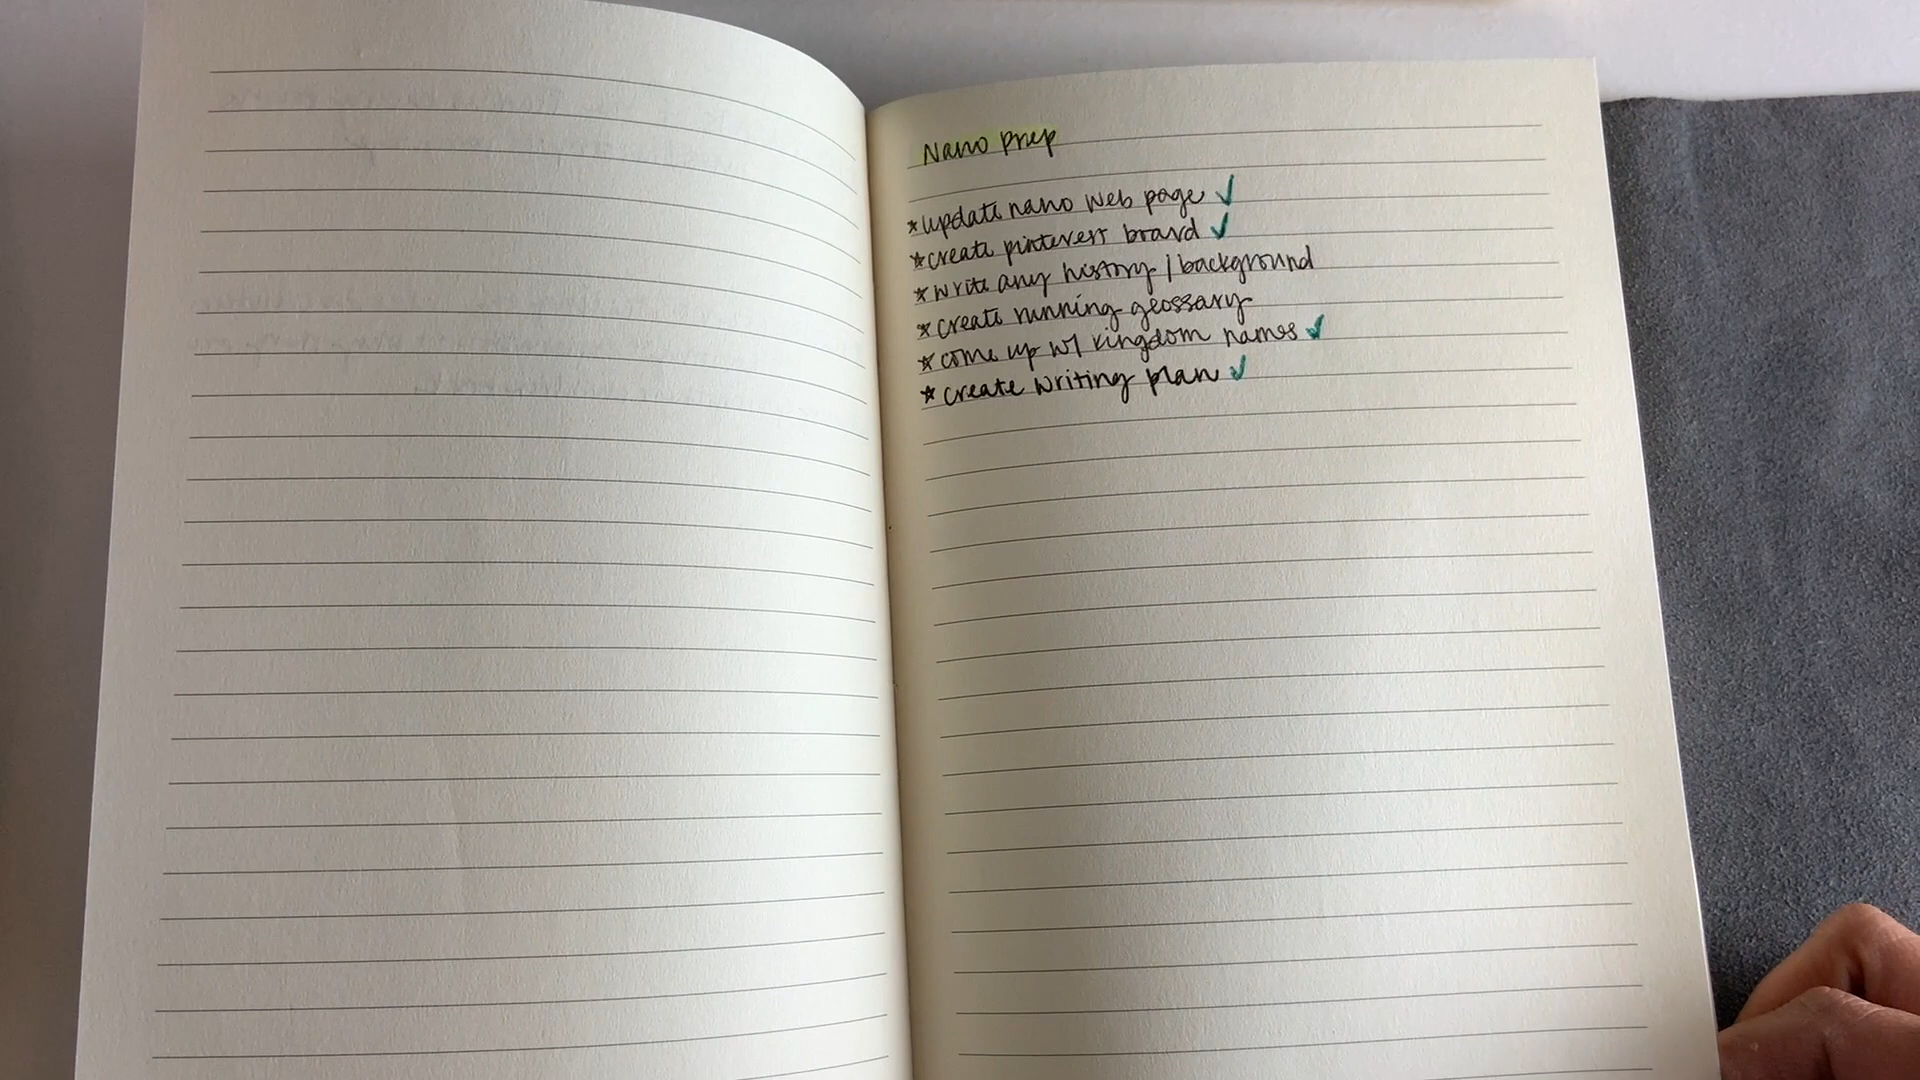 Nano Prep
*update nano web page ✓
*create pinterest board ✓
*write any history / background
*create running glossary
*come up w/ kingdom names ✓
*create writing plan ✓